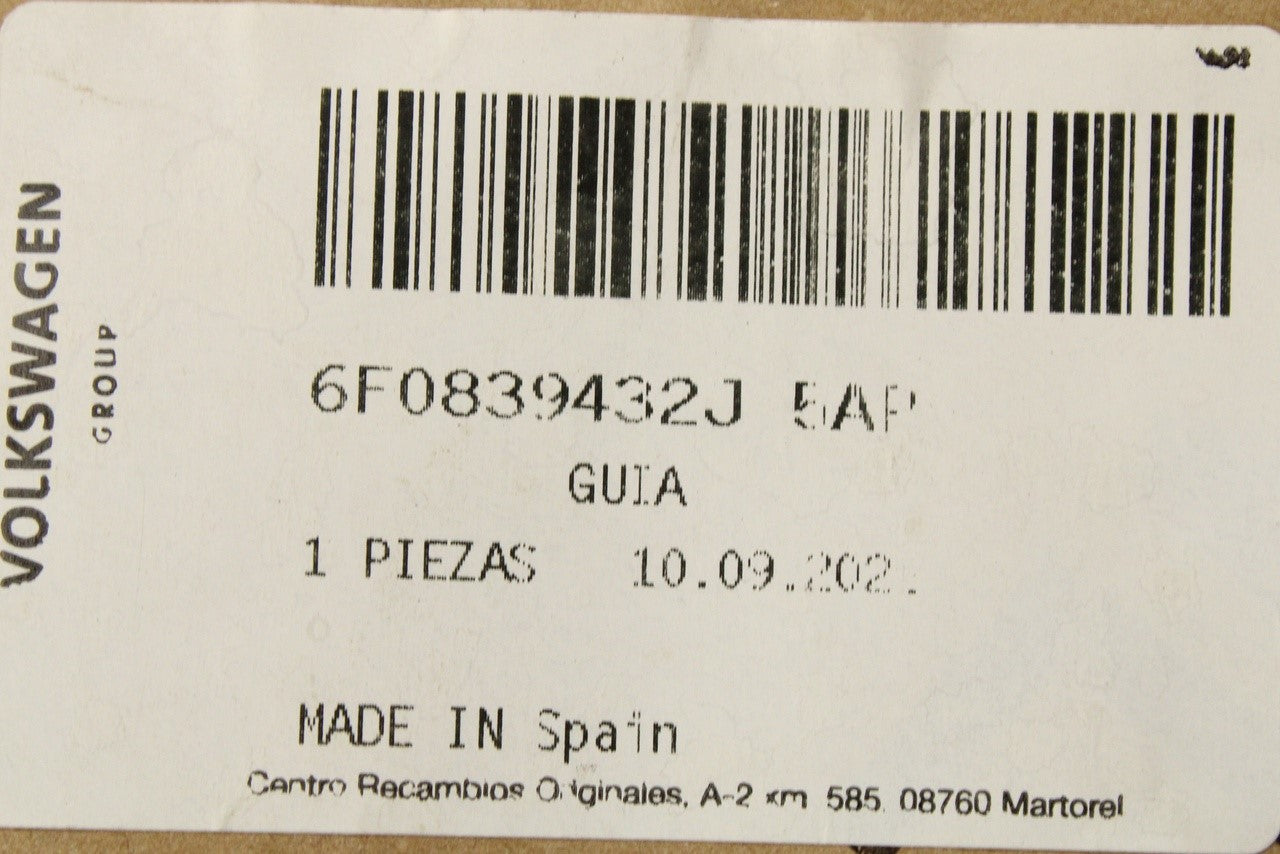 VOLKSWAGEN
GROUP
6F0839432J 5AP
GUIA
1 PIEZAS
MADE IN Spain
Centro Recambios Originales, A-2 km 585 08760 Martorel